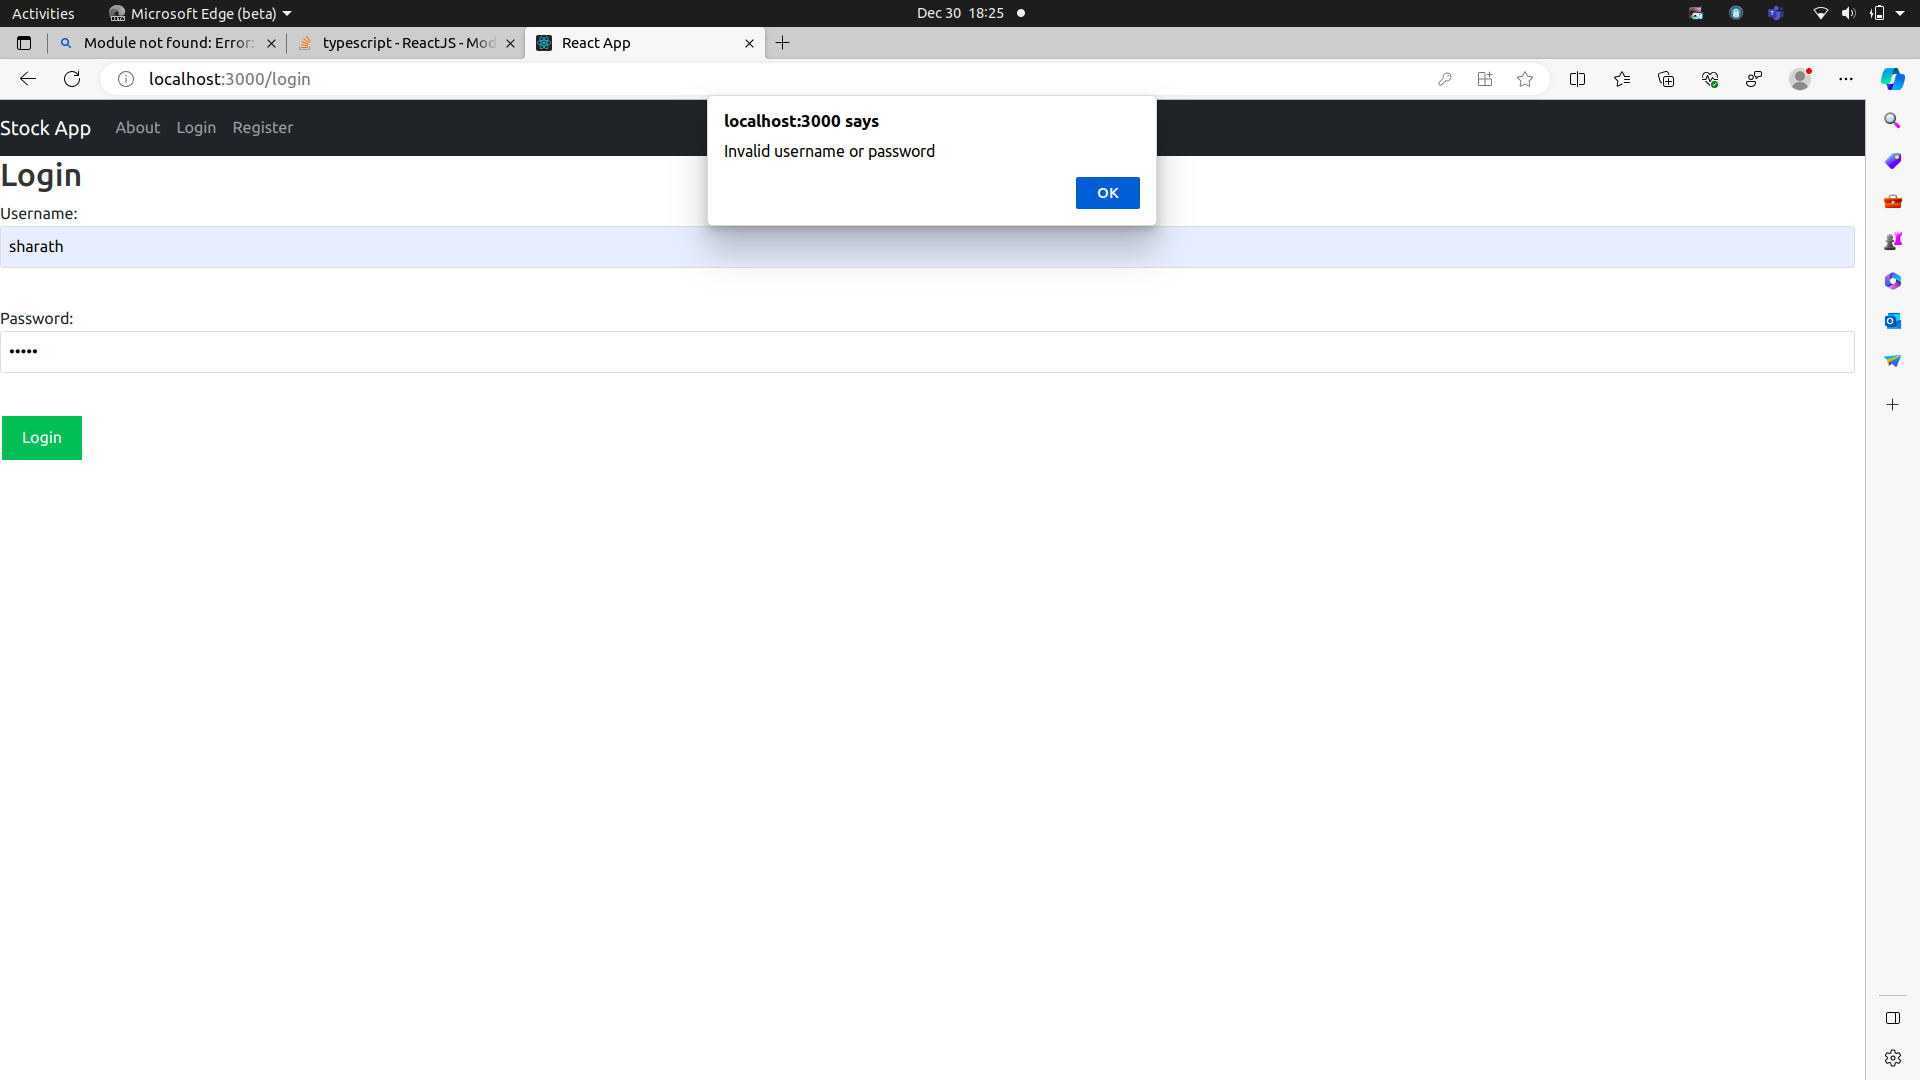 Activities
Microsoft Edge (beta)
Dec 30 18:25
Module not found: Error:
typescript - ReactJS - Mod
React App
localhost:3000/login
Stock App
About
Login
Register
localhost:3000 says
Invalid username or password
OK
Login
Username:
sharath
Password:
•••••
Login